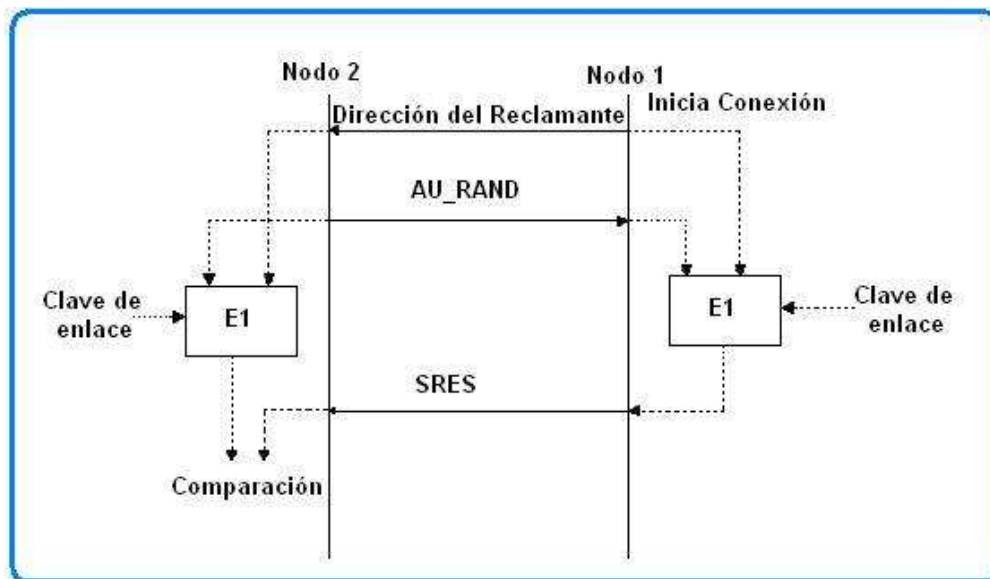 Nodo 2
Nodo 1
Inicia Conexión
Dirección del Reclamante
AU_RAND
Clave de
enlace
E1
E1
Clave de
enlace
SRES
Comparación